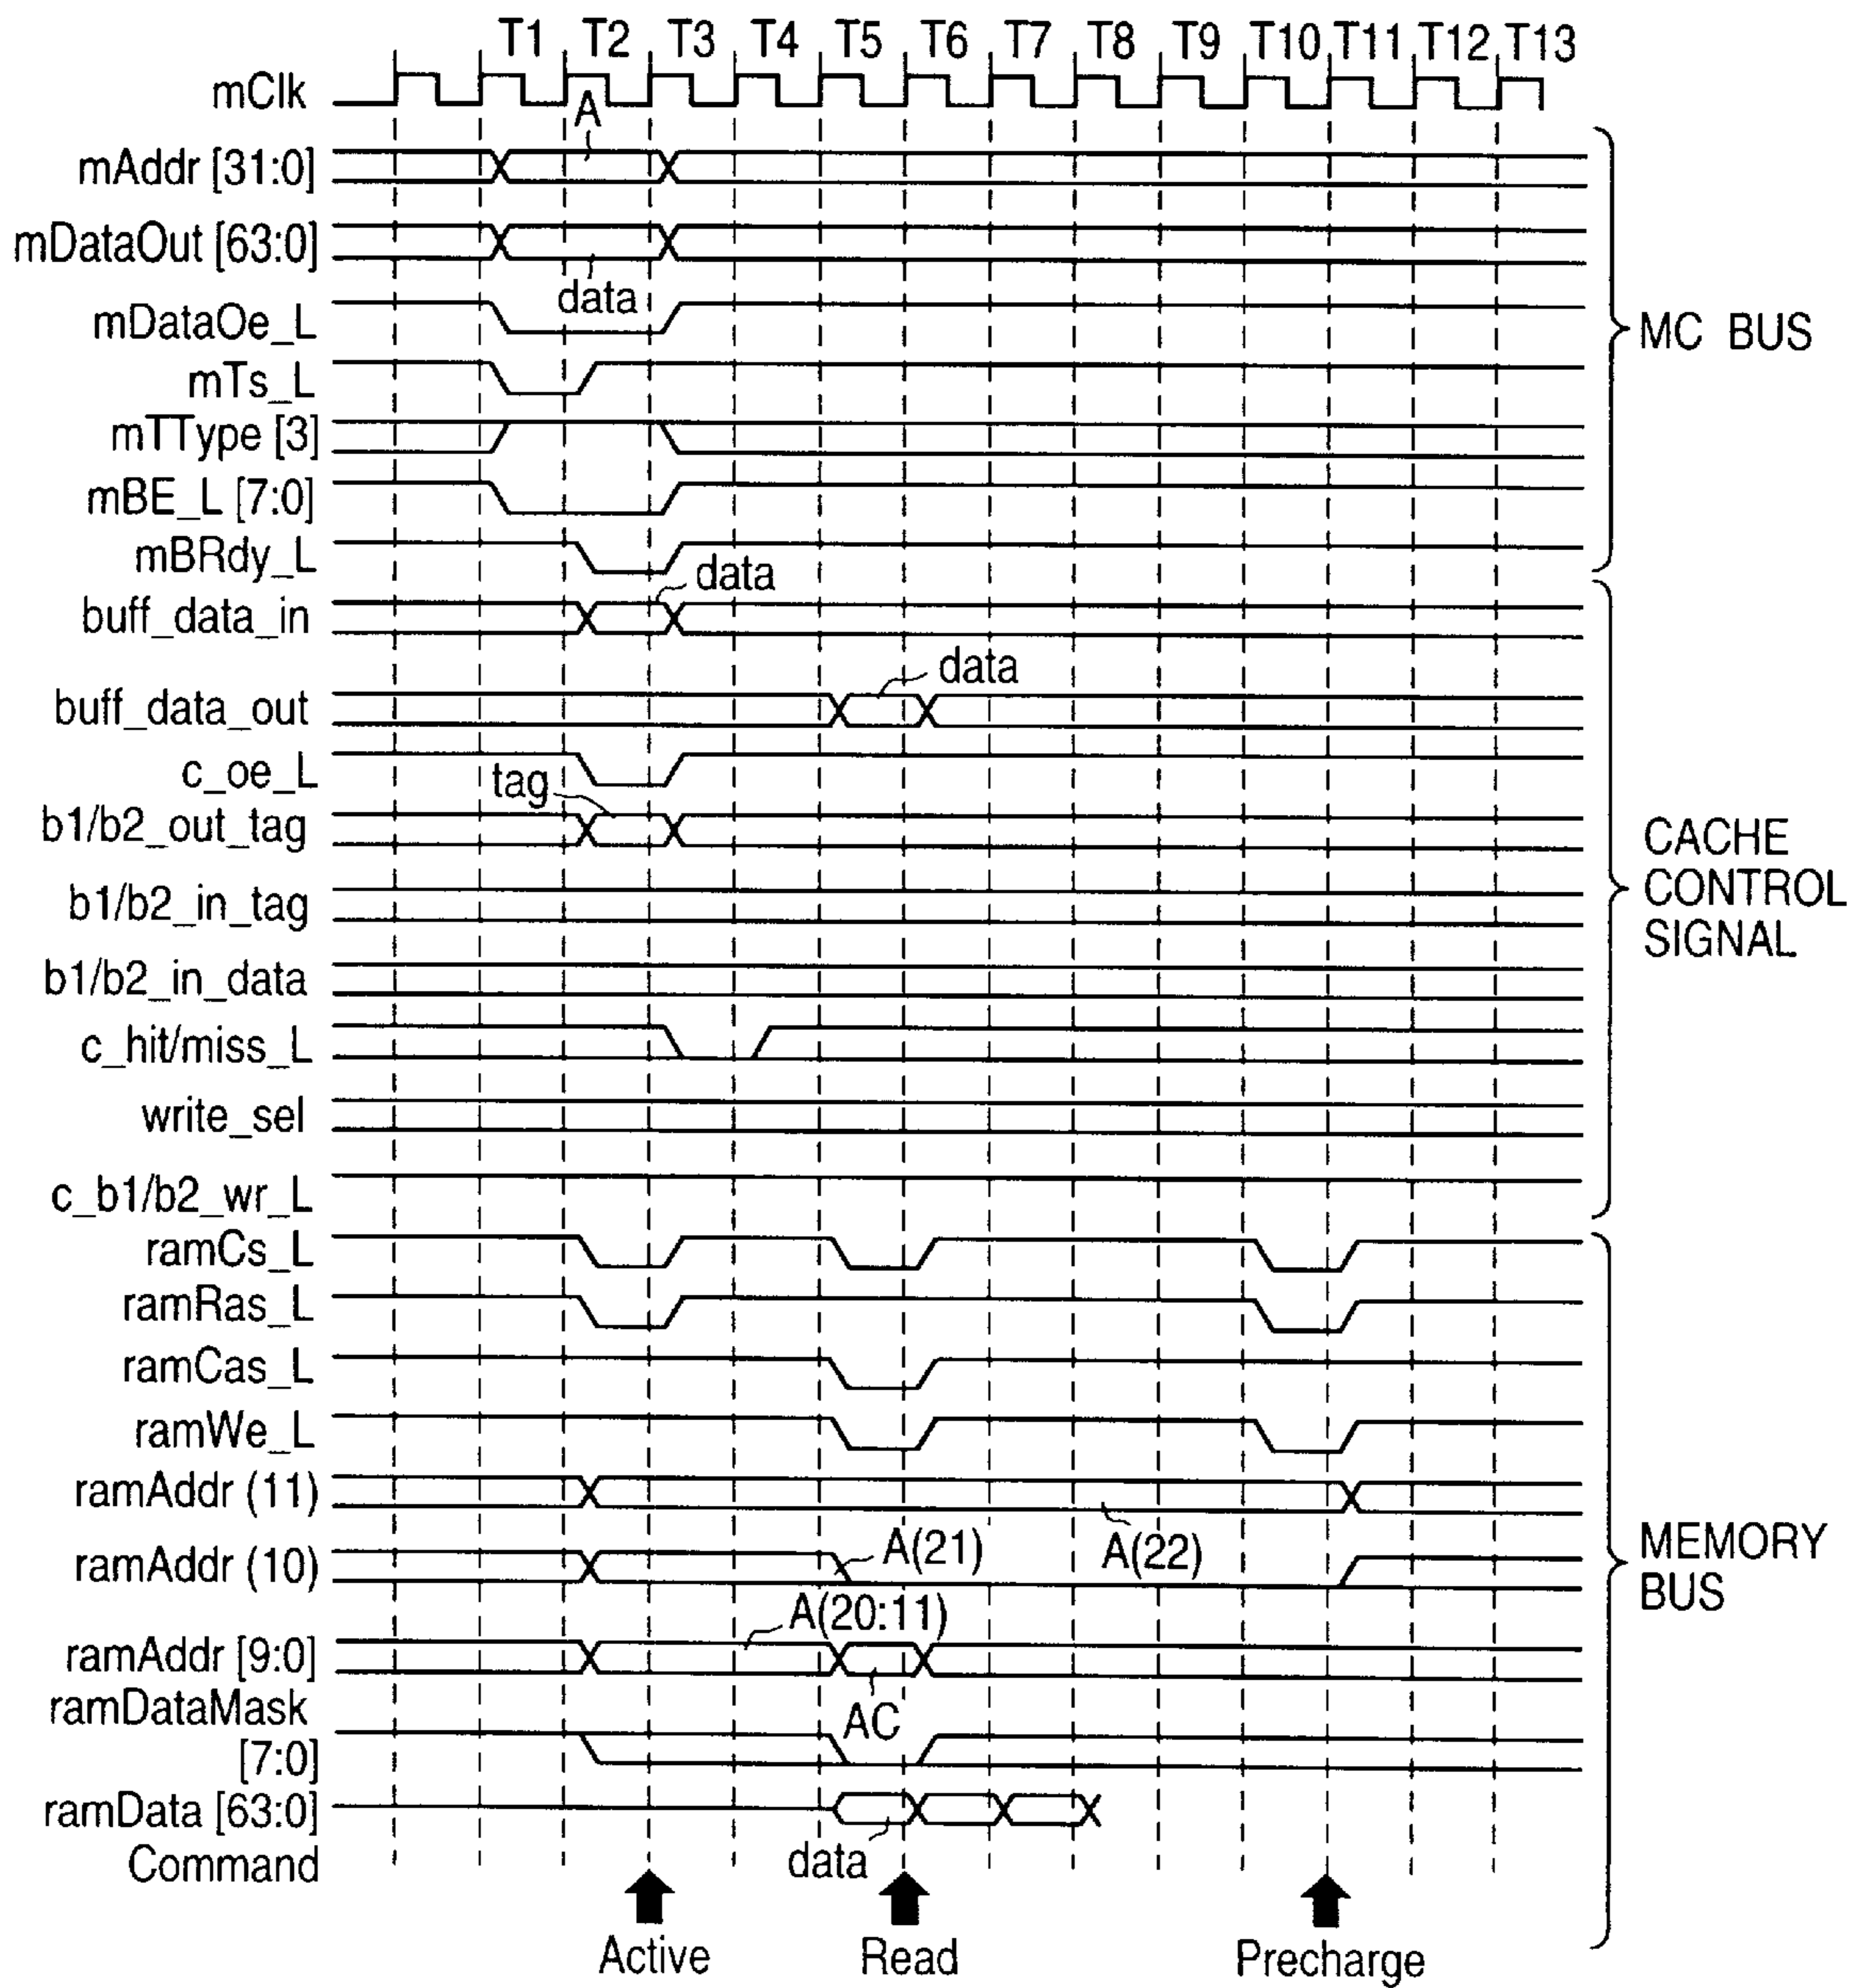 T1 T2 T3 T4 T5 T6 T7 T8 T9 T10 T11 T12 T13
mClk
A
mAddr [31:0]
mDataOut [63:0]
data
mDataOe_L
mTs_L
MC BUS
mTType [3]
mBE_L [7:0]
mBRdy_L
data
buff_data_in
data
buff_data_out
c_oe_L
tag
b1/b2_out_tag
CACHE
CONTROL
SIGNAL
b1/b2_in_tag
b1/b2_in_data
c_hit/miss_L
write_sel
c_b1/b2_wr_L
ramCs_L
ramRas_L
ramCas_L
ramWe_L
ramAddr (11)
A(22)
ramAddr (10)
A(21)
MEMORY
BUS
A(20:11)
ramAddr [9:0]
AC
ramDataMask
[7:0]
ramData [63:0]
data
Command
Active
Read
Precharge